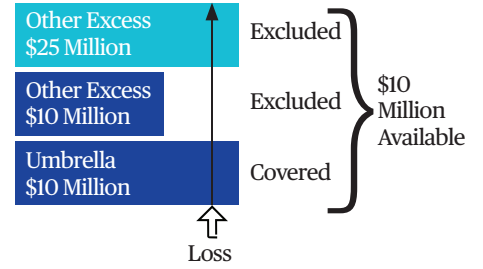 Other Excess
$25 Million
Excluded
Other Excess
$10 Million
Excluded
Umbrella
$10 Million
Covered
$10
Million
Available
Loss